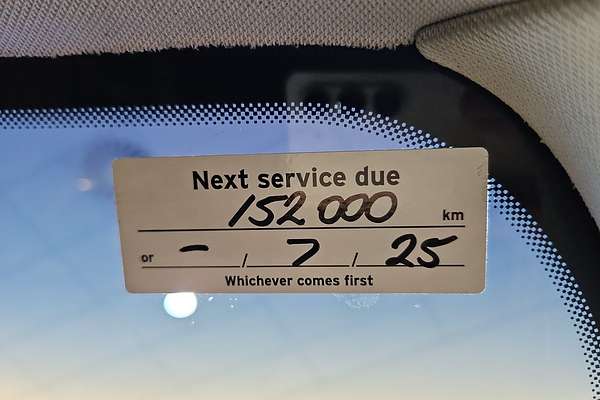 Next service due
152 000 km
or - / 7 / 25
Whichever comes first